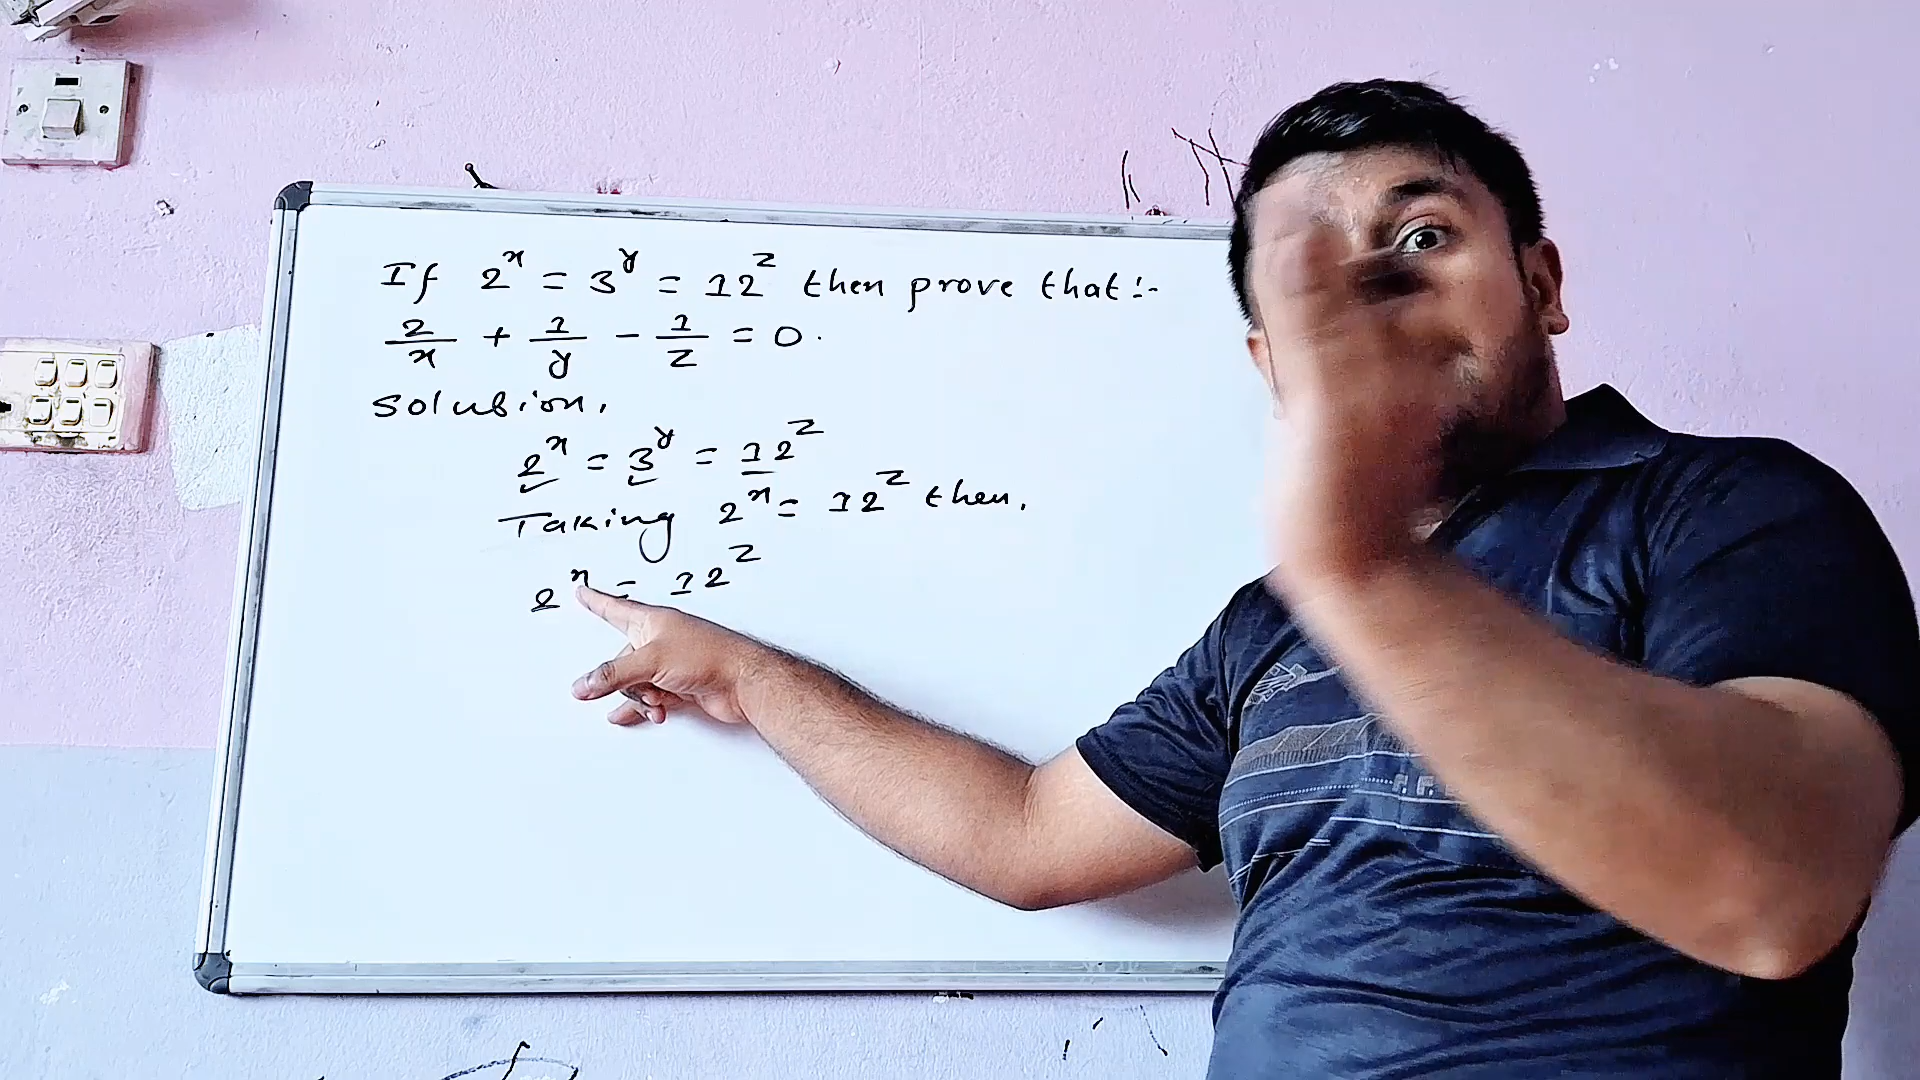 If 2^x = 3^y = 12^z then prove that :-
2/x + 1/y - 1/z = 0.
Solution.
2^x = 3^y = 12^z
Taking 2^x = 12^z then.
2^x = 12^z